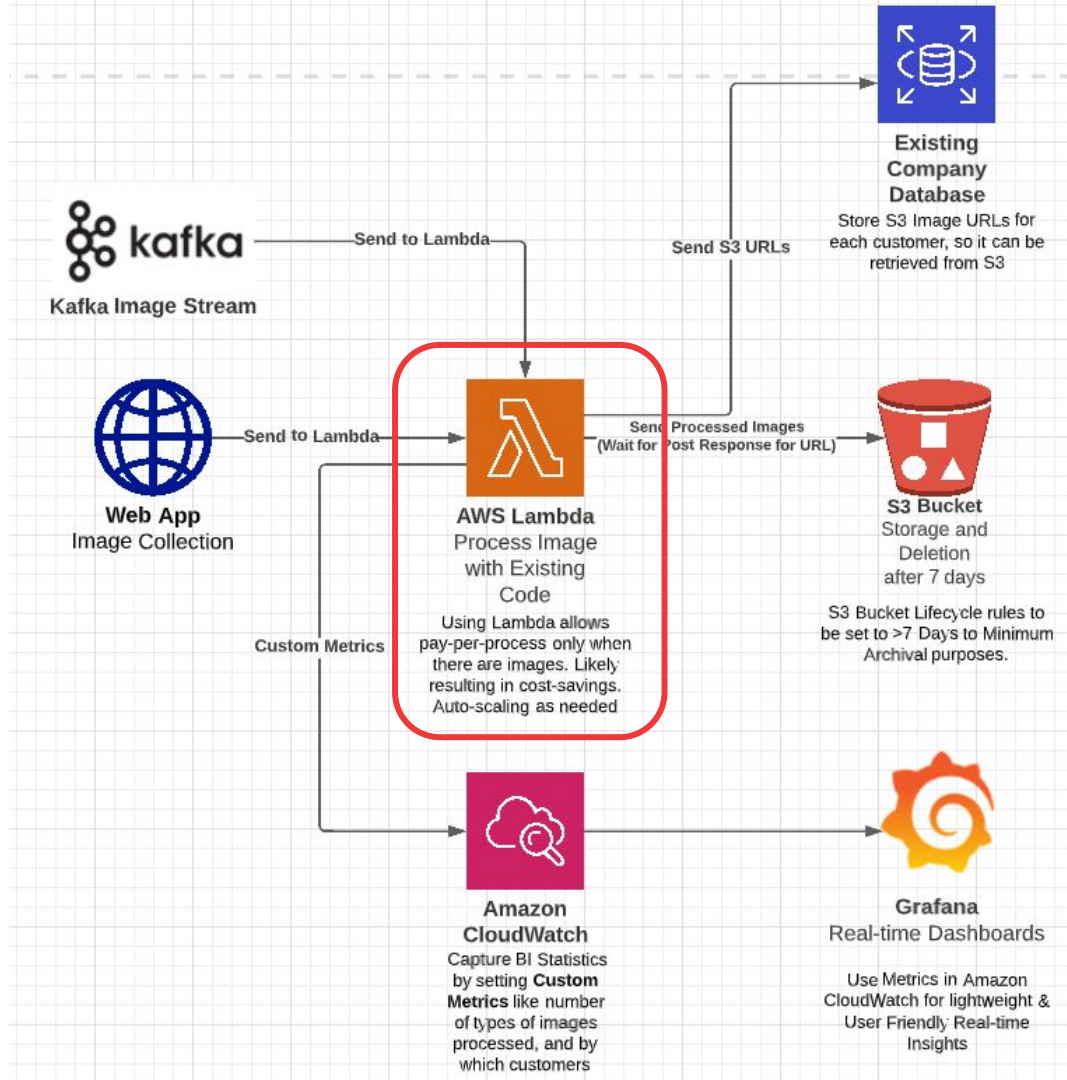 Existing
Company
Database
Store S3 Image URLs for
each customer, so it can be
retrieved from S3
kafka
Kafka Image Stream
Send to Lambda
Send S3 URLs
Web App
Image Collection
Send to Lambda
AWS Lambda
Process Image
with Existing
Code
Using Lambda allows
pay-per-process only when
there are images. Likely
resulting in cost-savings.
Auto-scaling as needed
Send Processed Images
(Wait for Post Response for URL)
S3 Bucket
Storage and
Deletion
after 7 days
S3 Bucket Lifecycle rules to
be set to >7 Days to Minimum
Archival purposes.
Custom Metrics
Amazon
CloudWatch
Capture BI Statistics
by setting Custom
Metrics like number
of types of images
processed, and by
which customers
Grafana
Real-time Dashboards
Use Metrics in Amazon
CloudWatch for lightweight &
User Friendly Real-time
Insights